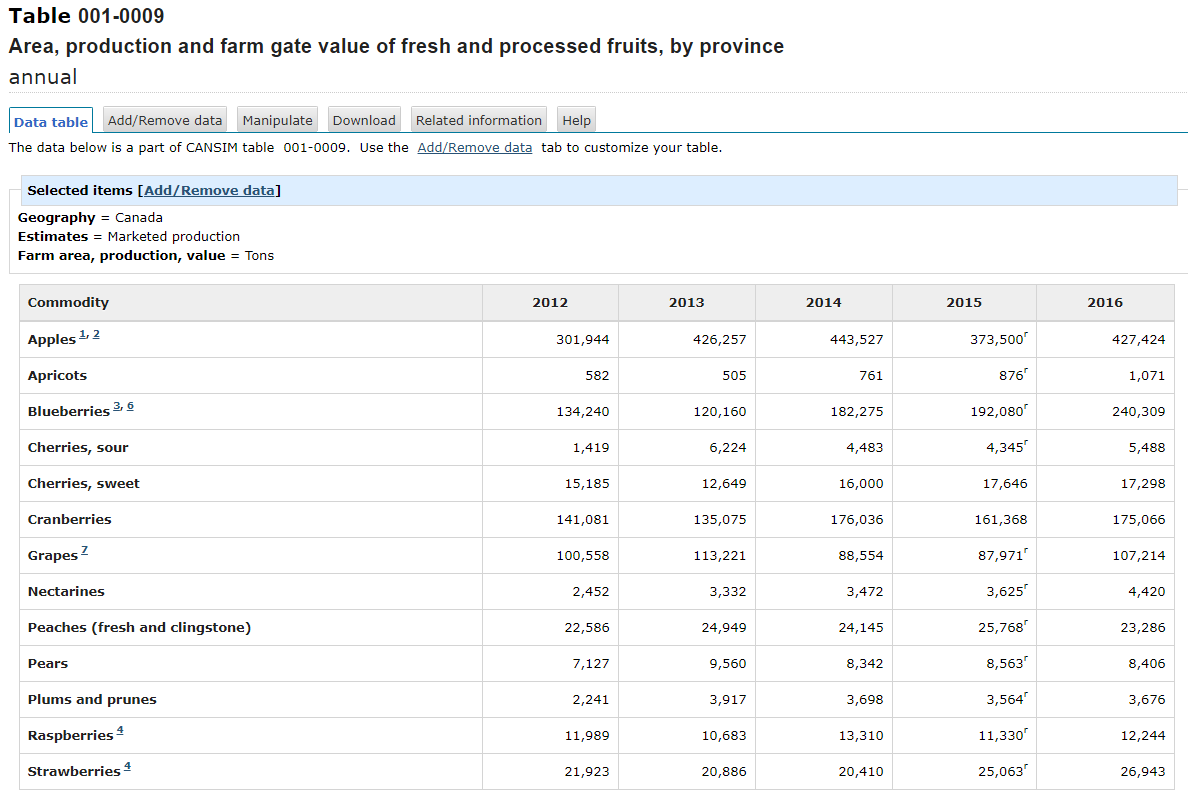 Table 001-0009
Area, production and farm gate value of fresh and processed fruits, by province
annual
Data table Add/Remove data Manipulate Download Related information Help
The data below is a part of CANSIM table 001-0009. Use the Add/Remove data tab to customize your table.
Selected items [Add/Remove data]
Geography = Canada
Estimates = Marketed production
Farm area, production, value = Tons
Commodity 2012 2013 2014 2015 2016
Apples 1, 2 301,944 426,257 443,527 373,500r 427,424
Apricots 582 505 761 876r 1,071
Blueberries 3, 6 134,240 120,160 182,275 192,080r 240,309
Cherries, sour 1,419 6,224 4,483 4,345r 5,488
Cherries, sweet 15,185 12,649 16,000 17,646 17,298
Cranberries 141,081 135,075 176,036 161,368 175,066
Grapes 7 100,558 113,221 88,554 87,971r 107,214
Nectarines 2,452 3,332 3,472 3,625r 4,420
Peaches (fresh and clingstone) 22,586 24,949 24,145 25,768r 23,286
Pears 7,127 9,560 8,342 8,563r 8,406
Plums and prunes 2,241 3,917 3,698 3,564r 3,676
Raspberries 4 11,989 10,683 13,310 11,330r 12,244
Strawberries 4 21,923 20,886 20,410 25,063r 26,943